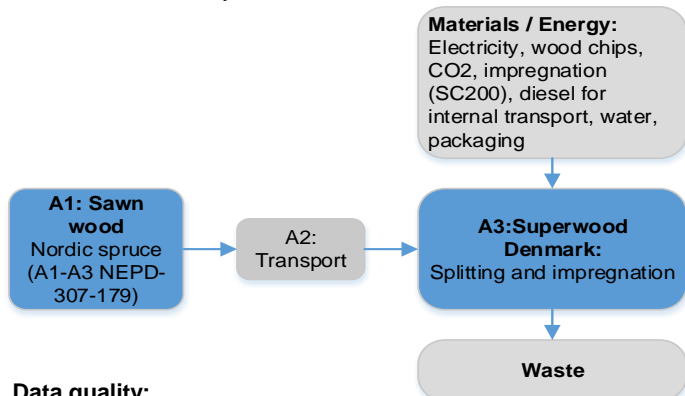 Materials / Energy:
Electricity, wood chips,
CO2, impregnation
(SC200), diesel for
internal transport, water,
packaging
A1: Sawn
wood
Nordic spruce
(A1-A3 NEPD-
307-179)
A2:
Transport
A3:Superwood
Denmark:
Splitting and impregnation
Waste
Data quality: